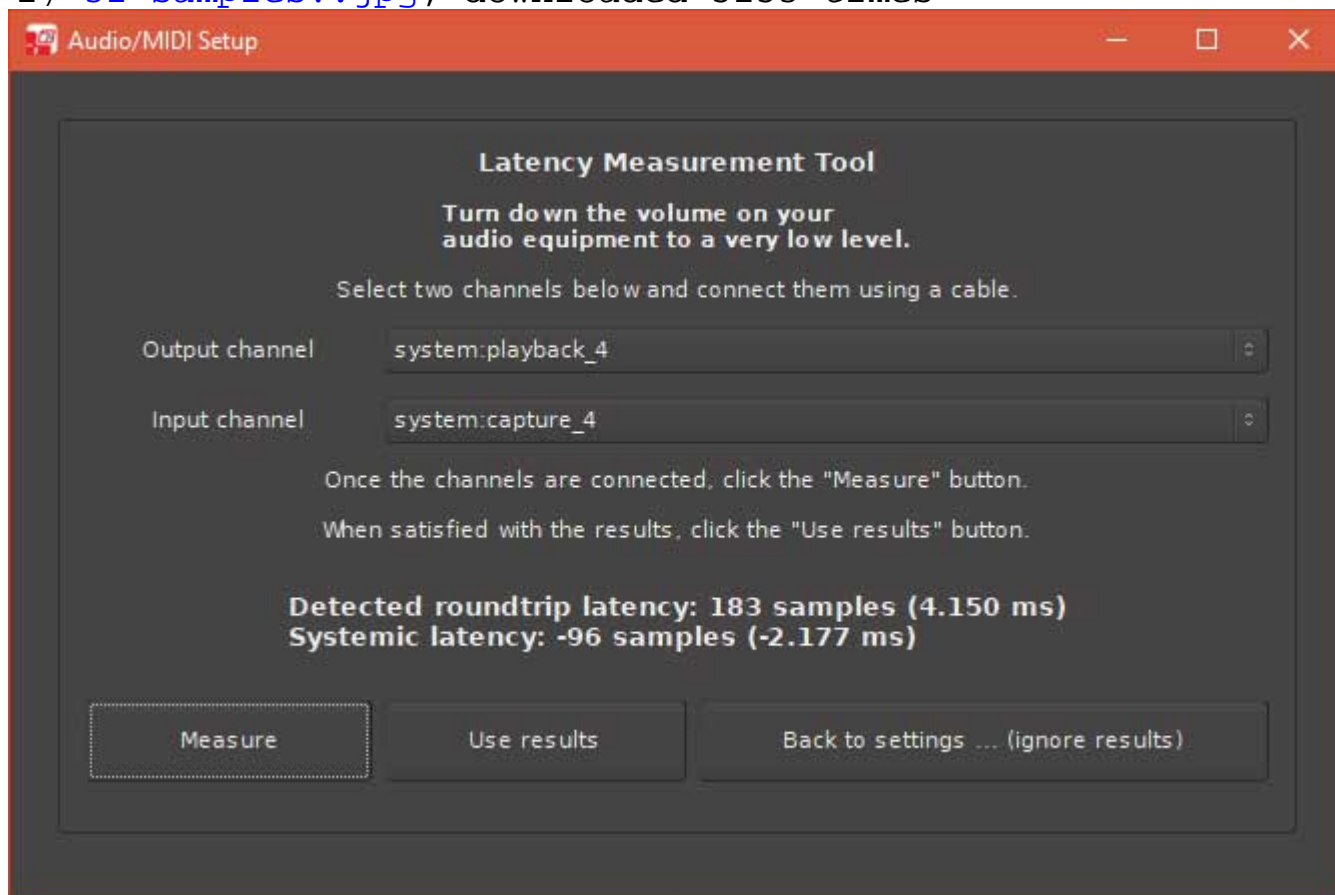 Audio/MIDI Setup
Latency Measurement Tool
Turn down the volume on your
audio equipment to a very low level.
Select two channels below and connect them using a cable.
Output channel system:playback_4
Input channel system:capture_4
Once the channels are connected, click the "Measure" button.
When satisfied with the results, click the "Use results" button.
Detected roundtrip latency: 183 samples (4.150 ms)
Systemic latency: -96 samples (-2.177 ms)
Measure Use results Back to settings ... (ignore results)